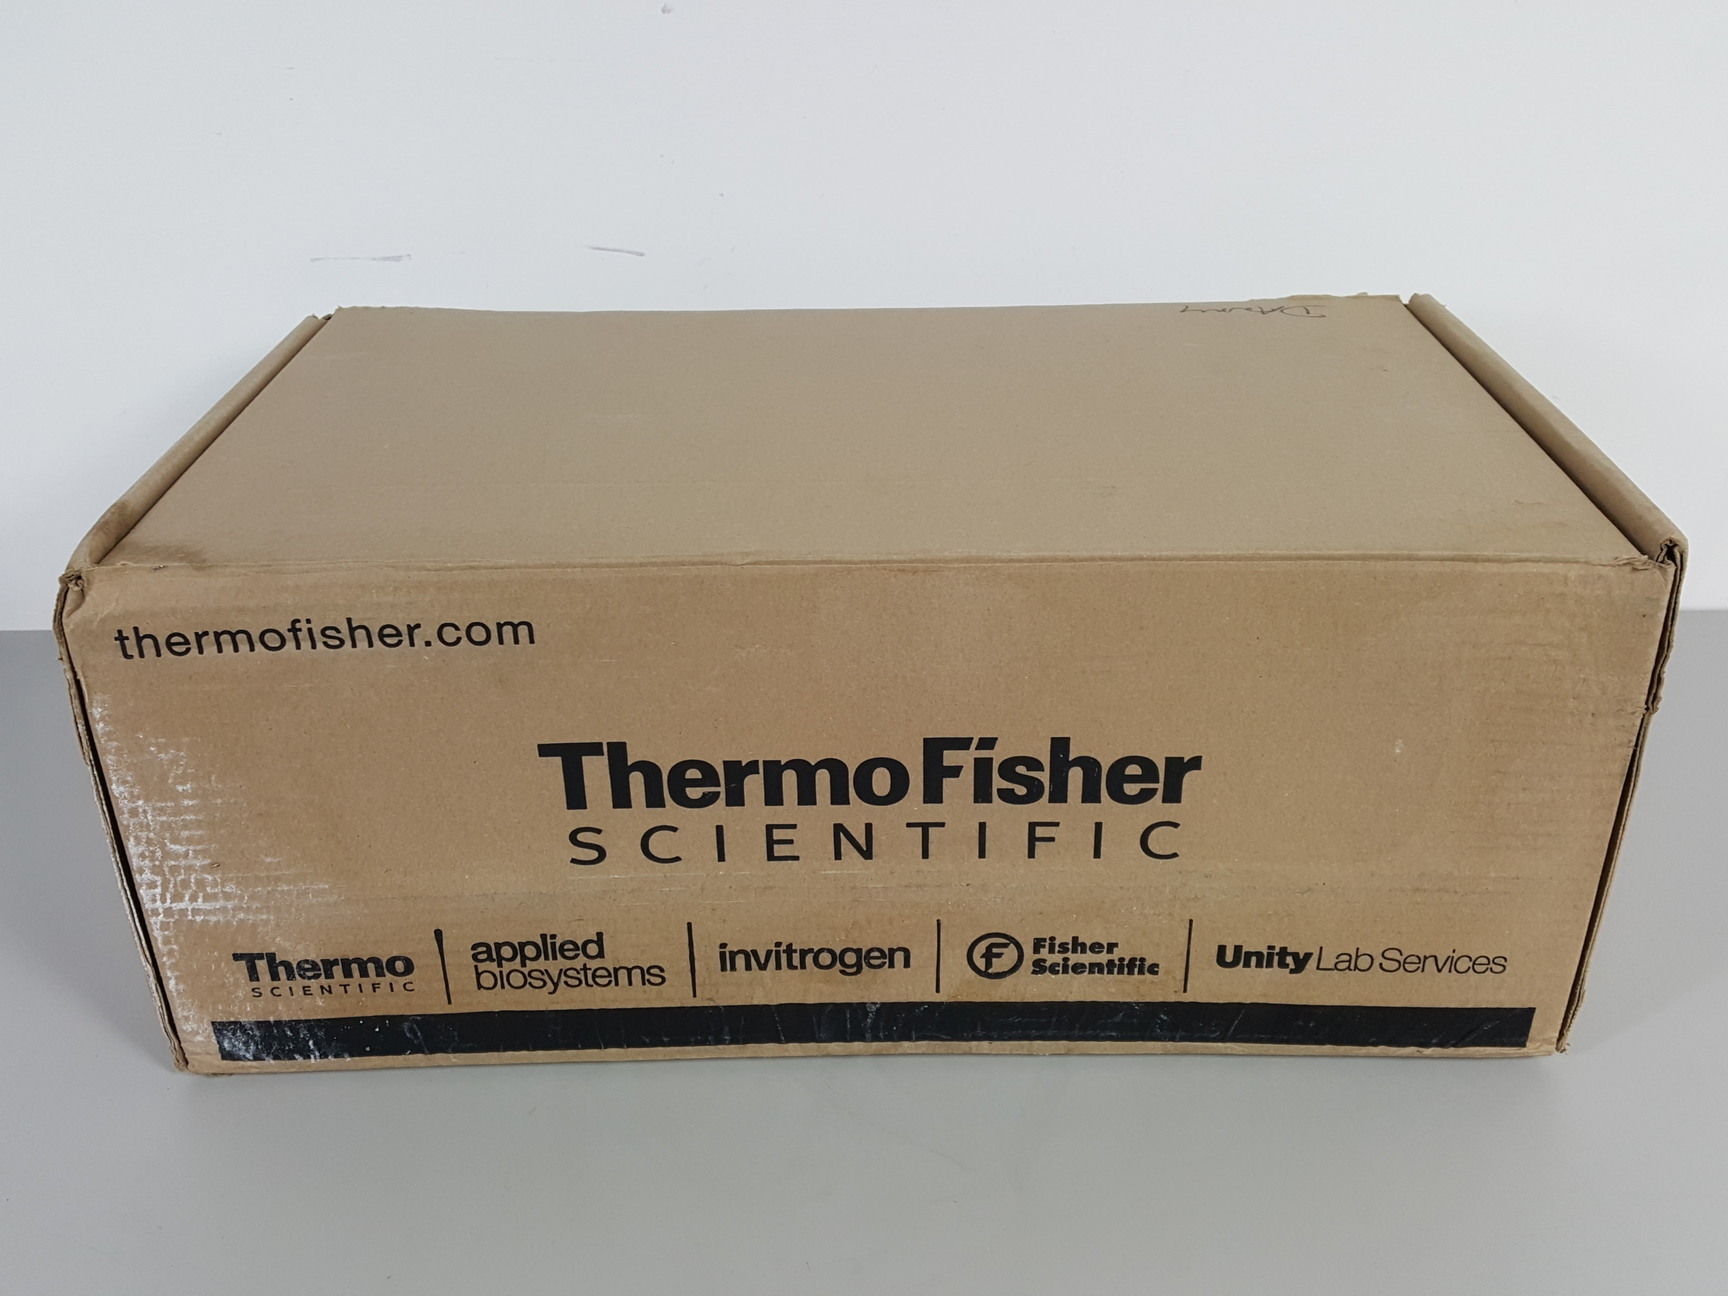 thermofisher.com
ThermoFisher
SCIENTIFIC
Thermo
SCIENTIFIC
applied
biosystems
invitrogen
Fisher
Scientific
Unity Lab Services